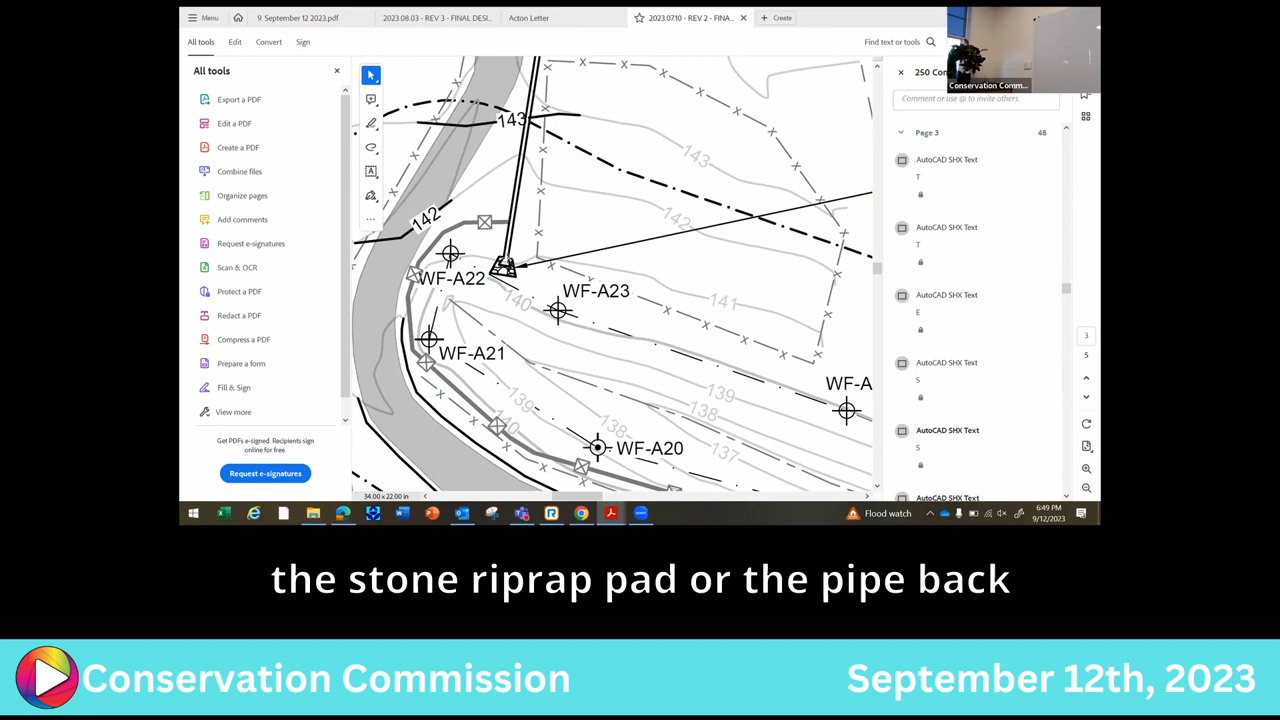 Menu
9. September 12 2023.pdf
2023.08.03 - REV 3 - FINAL DESI...
Acton Letter
2023.07.10 - REV 2 - FINA...
Create
All tools
Edit
Convert
Sign
Find text or tools
All tools
Export a PDF
Edit a PDF
Create a PDF
Combine files
Organize pages
Add comments
Request e-signatures
Scan & OCR
Protect a PDF
Redact a PDF
Compress a PDF
Prepare a form
Fill & Sign
View more
Get PDFs e-signed. Recipients sign
online for free.
Request e-signatures
143
143
142
142
WF-A22
WF-A23
140
141
WF-A21
139
139
WF-A
138
140
138
WF-A20
137
34.00 x 22.00 in
250 Con
Conservation Comm...
Comment or use @ to invite others
Page 3
48
AutoCAD SHX Text
T
AutoCAD SHX Text
T
AutoCAD SHX Text
E
AutoCAD SHX Text
S
AutoCAD SHX Text
S
AutoCAD SHX Text
3
5
Flood watch
6:49 PM
9/12/2023
the stone riprap pad or the pipe back
Conservation Commission
September 12th, 2023